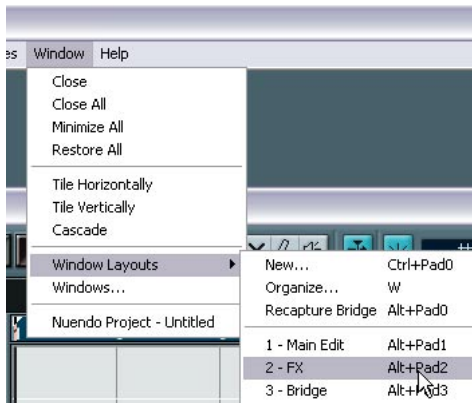 es Window Help
Close
Close All
Minimize All
Restore All
Tile Horizontally
Tile Vertically
Cascade
Window Layouts
Windows...
Nuendo Project - Untitled
New... Ctrl+Pad0
Organize... W
Recapture Bridge Alt+Pad0
1 - Main Edit Alt+Pad1
2 - FX Alt+Pad2
3 - Bridge Alt+Pad3